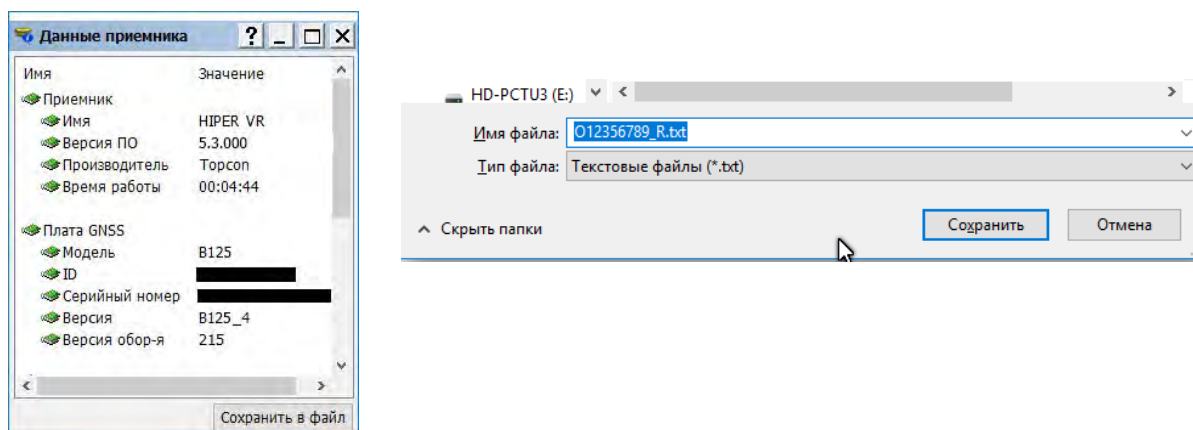 Данные приемника
Имя Значение
Приемник
Имя HIPER VR
Версия ПО 5.3.000
Производитель Topcon
Время работы 00:04:44
Плата GNSS
Модель B125
ID
Серийный номер
Версия B125_4
Версия обор-я 215
Сохранить в файл
HD-PCTU3 (E:)
Имя файла: O12356789_R.txt
Тип файла: Текстовые файлы (*.txt)
Скрыть папки
Сохранить Отмена